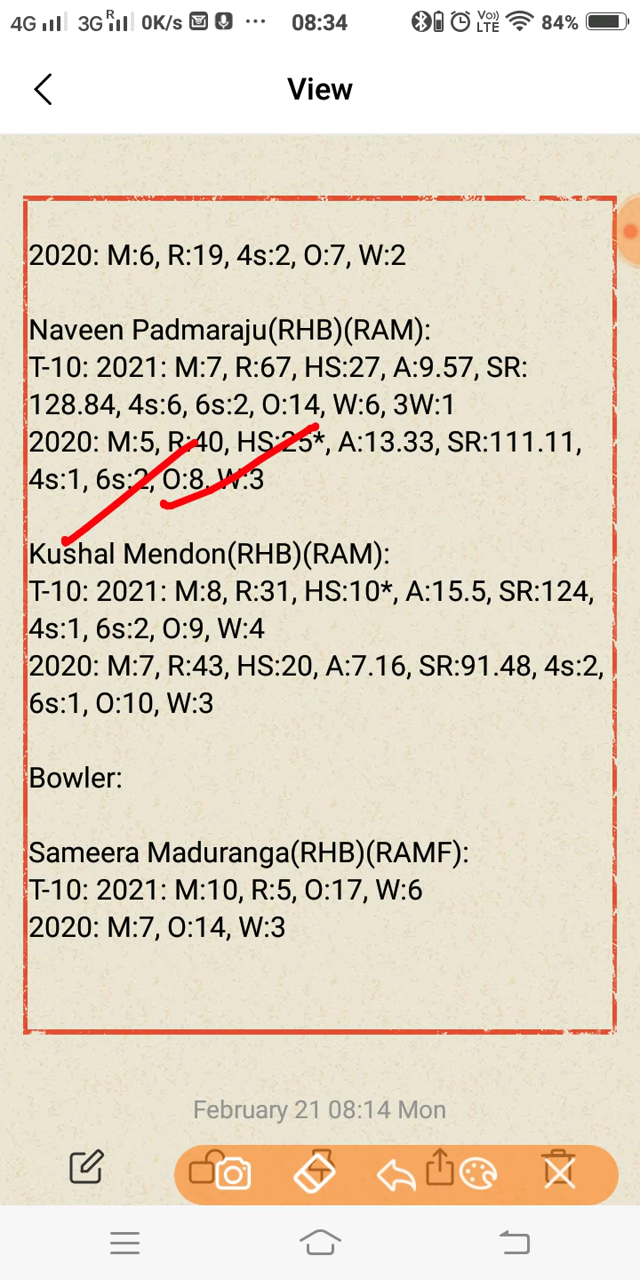 4G 3G R 0K/s ... 08:34 Vo)) LTE 84%
View
2020: M:6, R:19, 4s:2, O:7, W:2
Naveen Padmaraju(RHB)(RAM):
T-10: 2021: M:7, R:67, HS:27, A:9.57, SR:
128.84, 4s:6, 6s:2, O:14, W:6, 3W:1
2020: M:5, R:40, HS:25*, A:13.33, SR:111.11,
4s:1, 6s:2, O:8, W:3
Kushal Mendon(RHB)(RAM):
T-10: 2021: M:8, R:31, HS:10*, A:15.5, SR:124,
4s:1, 6s:2, O:9, W:4
2020: M:7, R:43, HS:20, A:7.16, SR:91.48, 4s:2,
6s:1, O:10, W:3
Bowler:
Sameera Maduranga(RHB)(RAMF):
T-10: 2021: M:10, R:5, O:17, W:6
2020: M:7, O:14, W:3
February 21 08:14 Mon